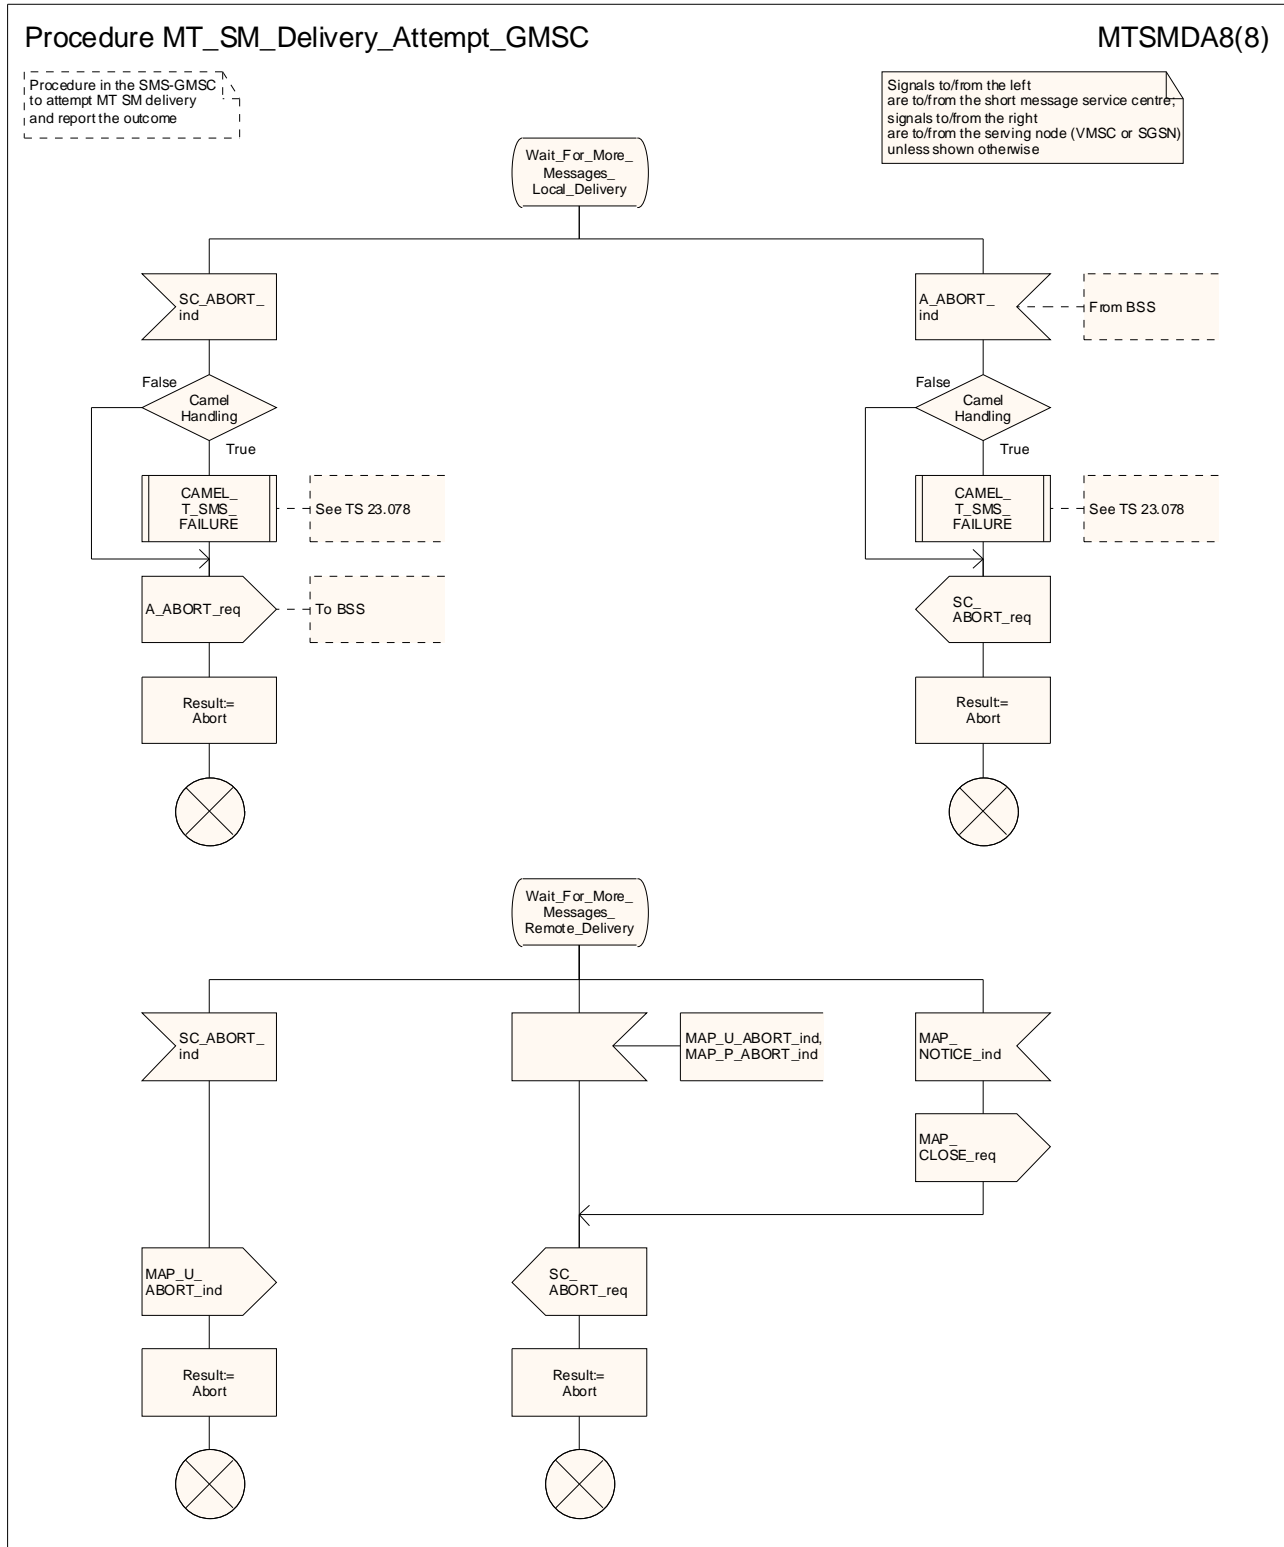 Procedure MT_SM_Delivery_Attempt_GMSC
MTSMDA8(8)
Procedure in the SMS-GMSC
to attempt MT SM delivery
and report the outcome
Signals to/from the left
are to/from the short message service centre;
signals to/from the right
are to/from the serving node (VMSC or SGSN)
unless shown otherwise
Wait_For_More_
Messages_
Local_Delivery
SC_ABORT_
ind
A_ABORT_
ind
From BSS
False
Camel
Handling
True
False
Camel
Handling
True
CAMEL_
T_SMS_
FAILURE
See TS 23.078
CAMEL_
T_SMS_
FAILURE
See TS 23.078
A_ABORT_req
To BSS
SC_
ABORT_req
Result:=
Abort
Result:=
Abort
Wait_For_More_
Messages_
Remote_Delivery
SC_ABORT_
ind
MAP_U_ABORT_ind,
MAP_P_ABORT_ind
MAP_
NOTICE_ind
MAP_
CLOSE_req
MAP_U_
ABORT_ind
SC_
ABORT_req
Result:=
Abort
Result:=
Abort